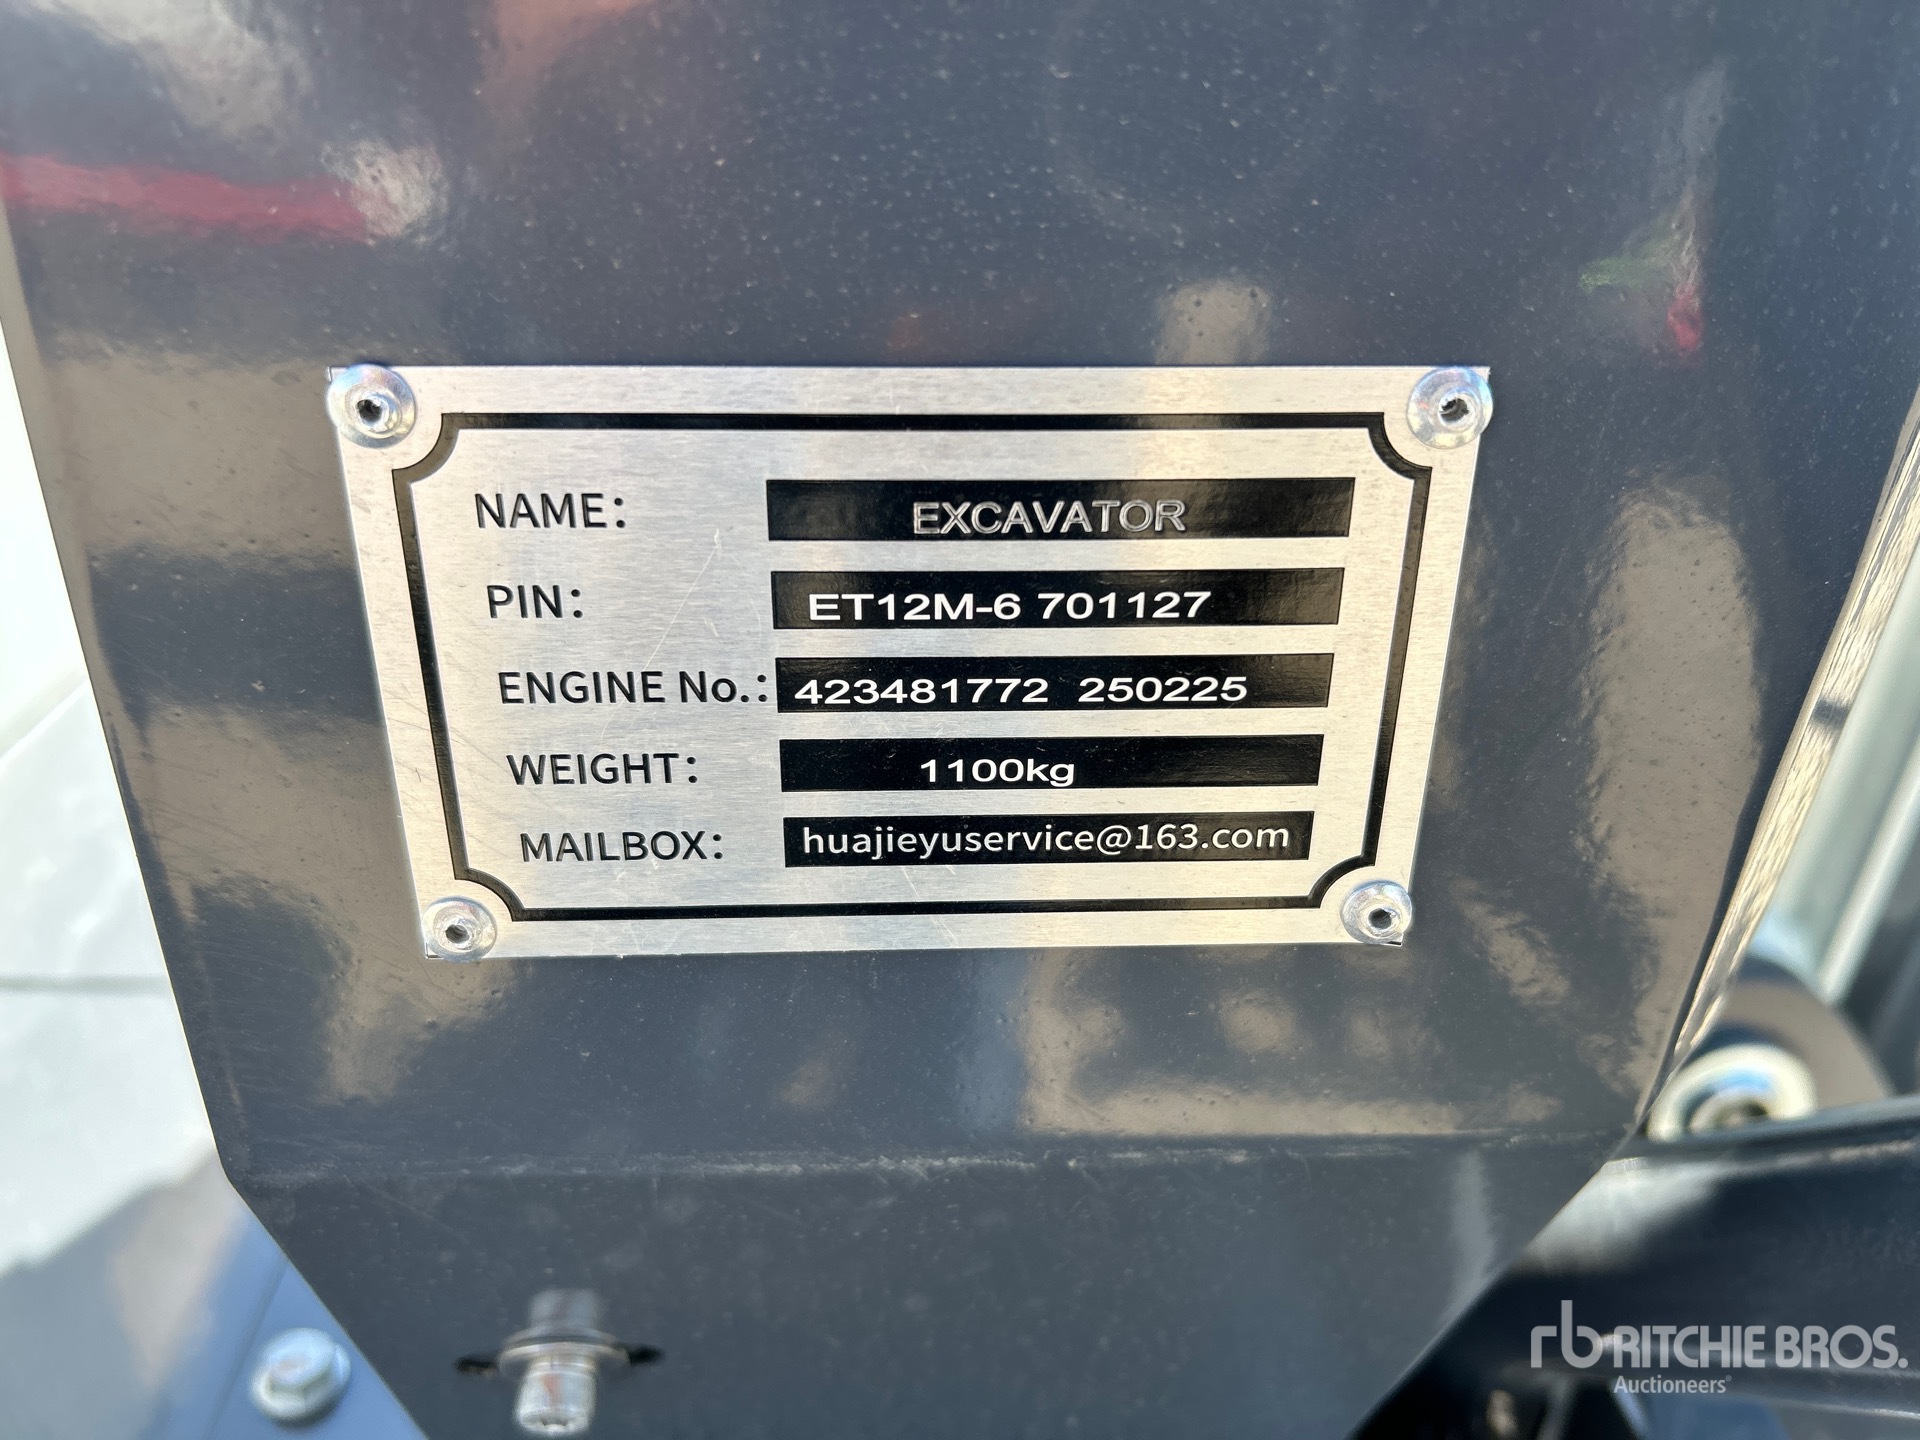 NAME: EXCAVATOR
PIN: ET12M-6 701127
ENGINE No.: 423481772 250225
WEIGHT: 1100kg
MAILBOX: huajieyuservice@163.com
rb RITCHIE BROS.
Auctioneers